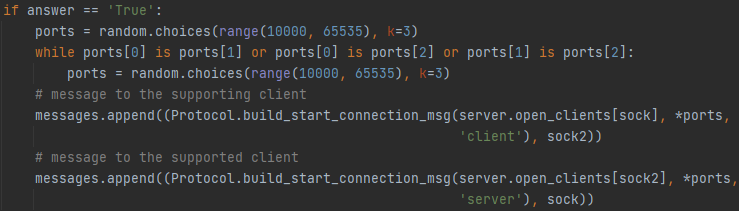 if answer == 'True':
    ports = random.choices(range(10000, 65535), k=3)
    while ports[0] is ports[1] or ports[0] is ports[2] or ports[1] is ports[2]:
        ports = random.choices(range(10000, 65535), k=3)
    # message to the supporting client
    messages.append((Protocol.build_start_connection_msg(server.open_clients[sock], *ports,
                                                         'client'), sock2))
    # message to the supported client
    messages.append((Protocol.build_start_connection_msg(server.open_clients[sock2], *ports,
                                                         'server'), sock))